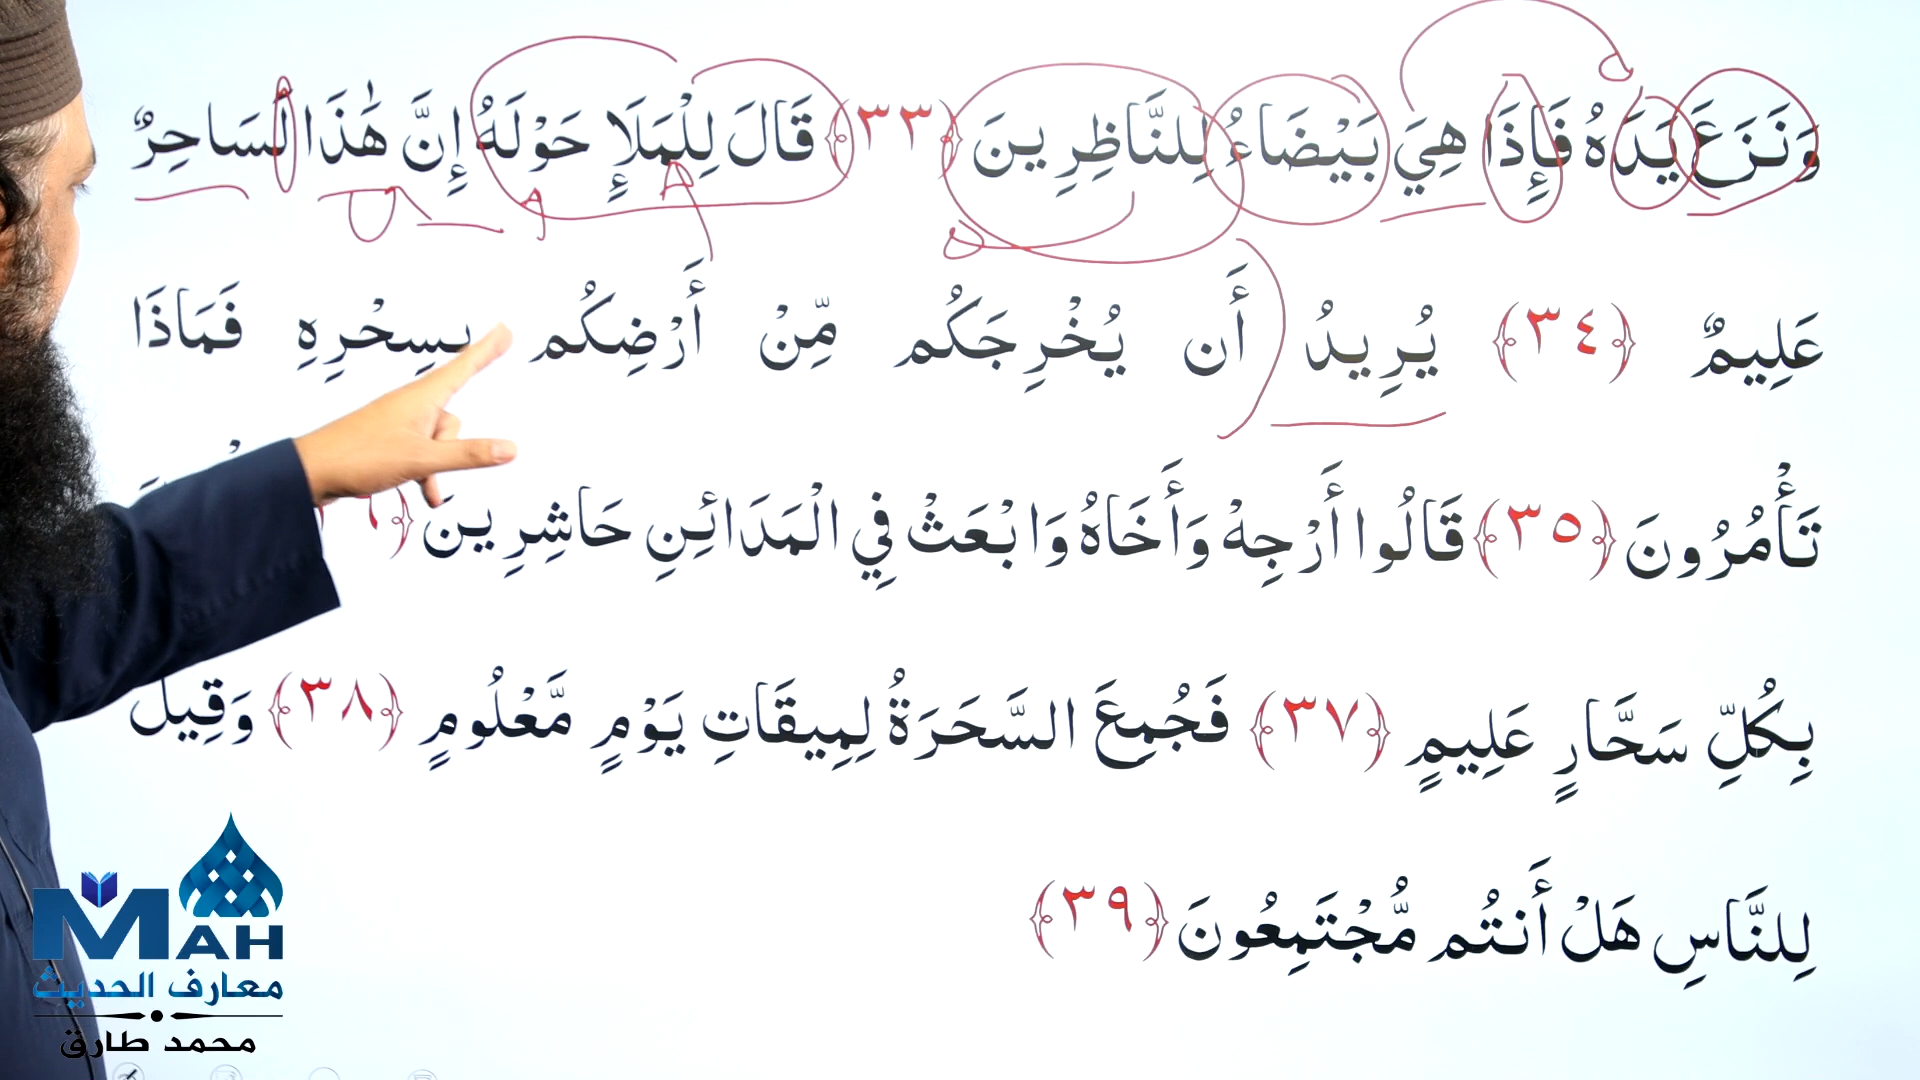 وَنَزَعَ يَدَهُ فَإِذَا هِيَ بَيْضَاءُ لِلنَّاظِرِينَ ﴿٣٣﴾ قَالَ لِلْمَلَإِ حَوْلَهُ إِنَّ هَٰذَا لَسَاحِرٌ
عَلِيمٌ ﴿٣٤﴾ يُرِيدُ أَن يُخْرِجَكُم مِّنْ أَرْضِكُم بِسِحْرِهِ فَمَاذَا
تَأْمُرُونَ ﴿٣٥﴾ قَالُوا أَرْجِهْ وَأَخَاهُ وَابْعَثْ فِي الْمَدَائِنِ حَاشِرِينَ
بِكُلِّ سَحَّارٍ عَلِيمٍ ﴿٣٧﴾ فَجُمِعَ السَّحَرَةُ لِمِيقَاتِ يَوْمٍ مَّعْلُومٍ ﴿٣٨﴾ وَقِيلَ
لِلنَّاسِ هَلْ أَنتُم مُّجْتَمِعُونَ ﴿٣٩﴾
MAH
معارف الحديث
محمد طارق